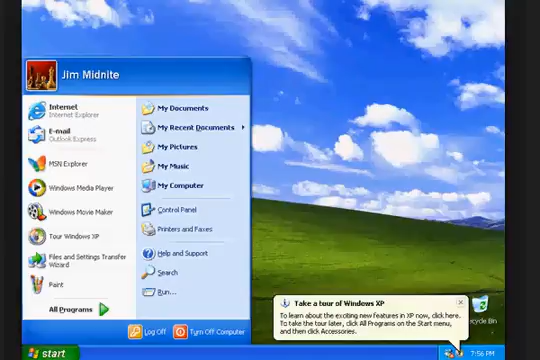 Jim Midnite
Internet
Internet Explorer
E-mail
Outlook Express
MSN Explorer
Windows Media Player
Windows Movie Maker
Tour Windows XP
Files and Settings Transfer
Wizard
Paint
All Programs
My Documents
My Recent Documents
My Pictures
My Music
My Computer
Control Panel
Printers and Faxes
Help and Support
Search
Run...
Log Off
Turn Off Computer
Take a tour of Windows XP
To learn about the exciting new features in XP now, click here.
To take the tour later, click All Programs on the Start menu,
and then click Accessories.
Bin
start
7:56 PM